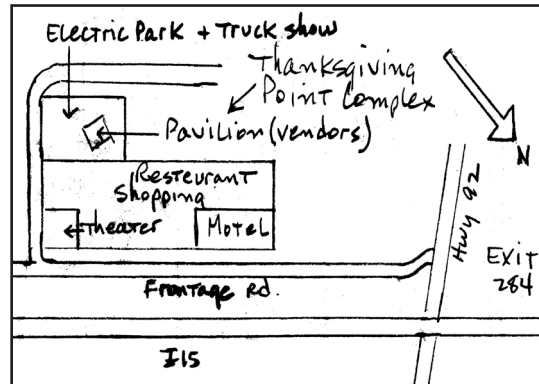 Electric Park + Truck show
Thanksgiving
Point Complex
Pavilion (vendors)
Resteurant
Shopping
theater
Motel
N
Hwy 92
Exit
284
Frontage Rd.
I15